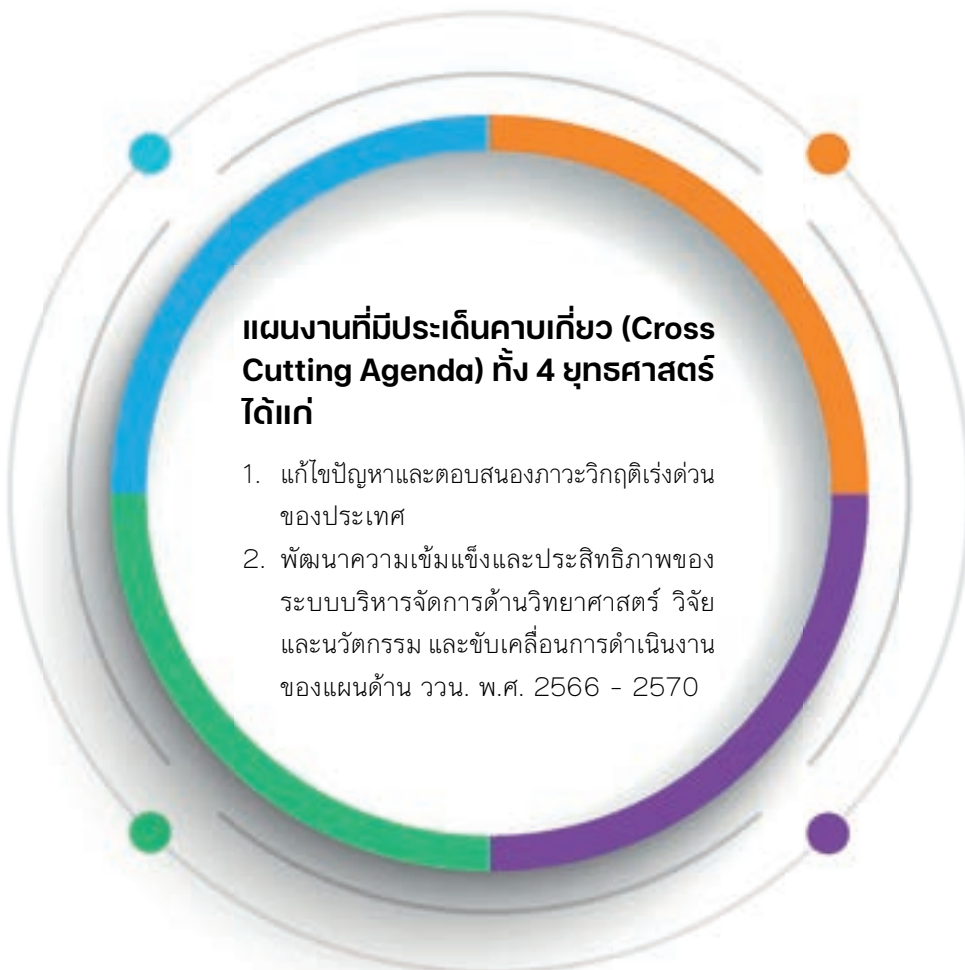 แผนงานที่มีประเด็นคาบเกี่ยว (Cross
Cutting Agenda) ทั้ง 4 ยุทธศาสตร์
ได้แก่
1. แก้ไขปัญหาและตอบสนองภาวะวิกฤติเร่งด่วน
ของประเทศ
2. พัฒนาความเข้มแข็งและประสิทธิภาพของ
ระบบบริหารจัดการด้านวิทยาศาสตร์ วิจัย
และนวัตกรรม และขับเคลื่อนการดำเนินงาน
ของแผนด้าน ววน. พ.ศ. 2566 - 2570